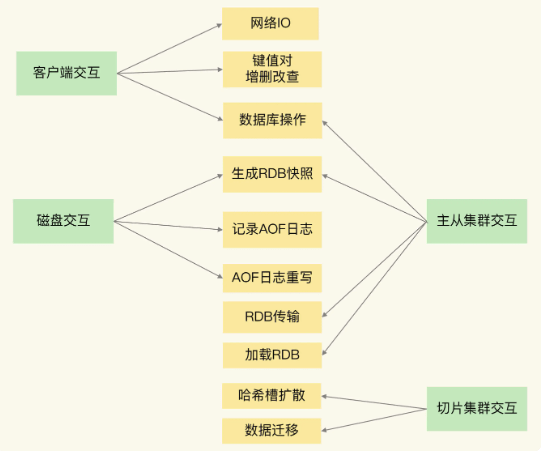 客户端交互
网络IO
键值对
增删改查
数据库操作
磁盘交互
生成RDB快照
记录AOF日志
AOF日志重写
RDB传输
加载RDB
主从集群交互
哈希槽扩散
数据迁移
切片集群交互